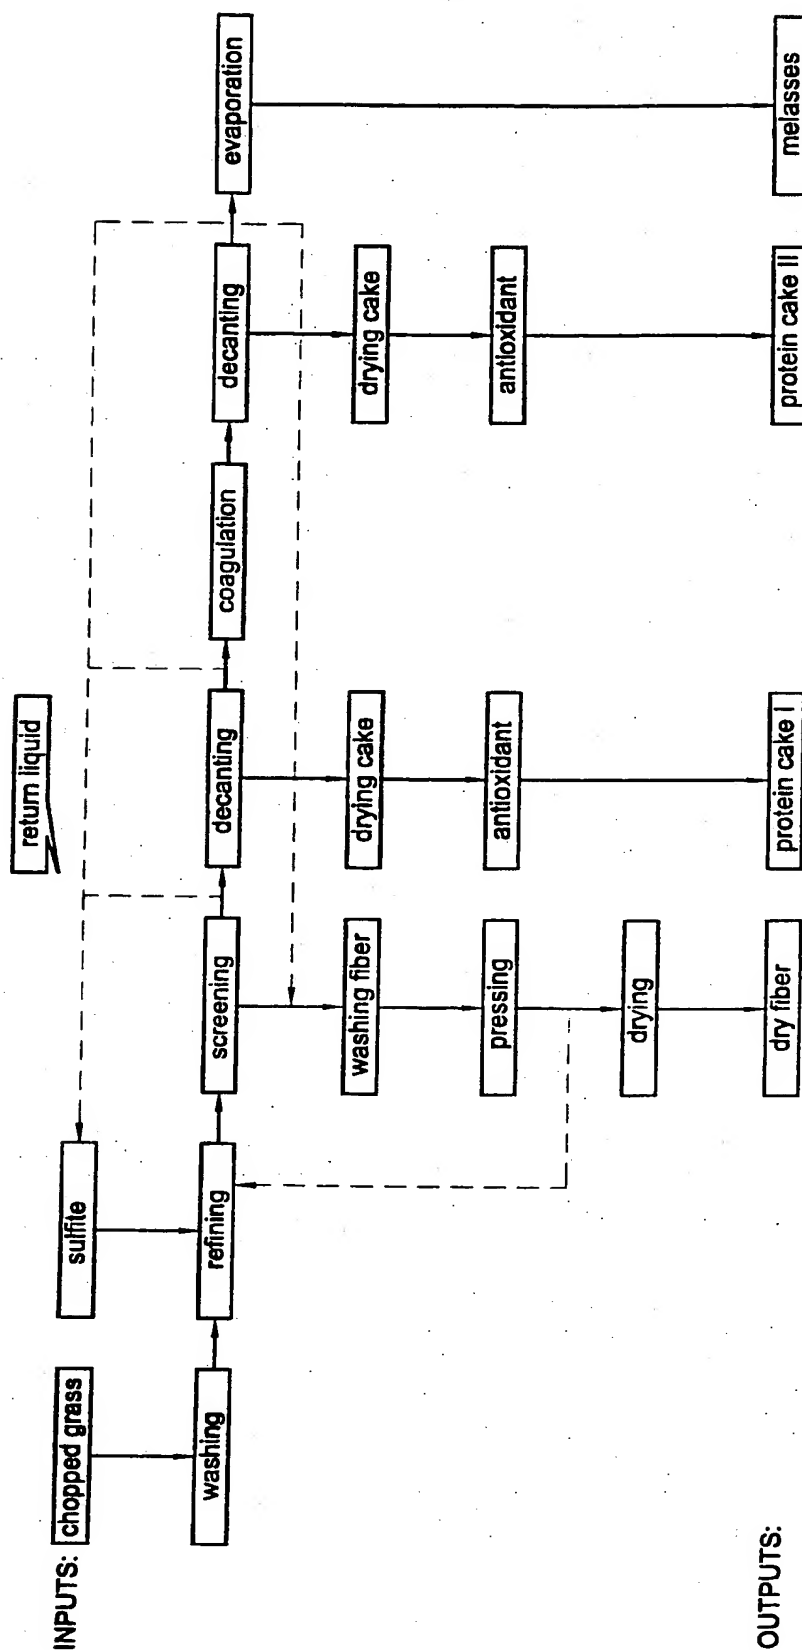 return liquid
INPUTS:
chopped grass
sulfite
washing
refining
screening
decanting
coagulation
decanting
evaporation
washing fiber
drying cake
drying cake
pressing
antioxidant
antioxidant
drying
OUTPUTS:
dry fiber
protein cake I
protein cake II
melasses